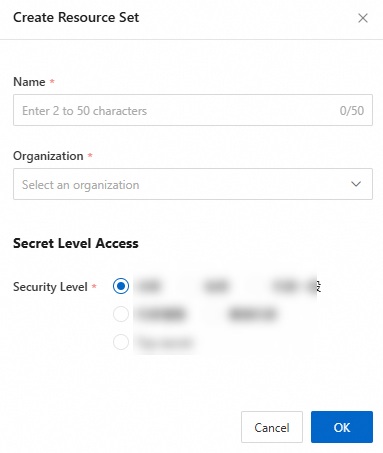 Create Resource Set
Name *
Enter 2 to 50 characters 0/50
Organization *
Select an organization
Secret Level Access
Security Level *
Cancel OK